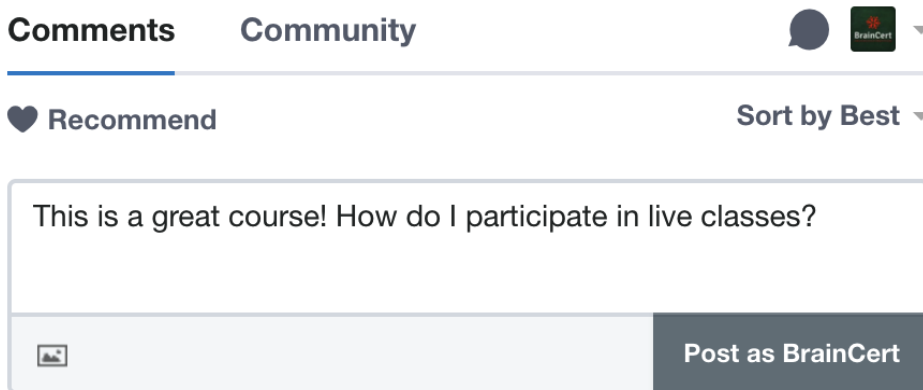 Comments Community
BrainCert
Recommend Sort by Best
This is a great course! How do I participate in live classes?
Post as BrainCert